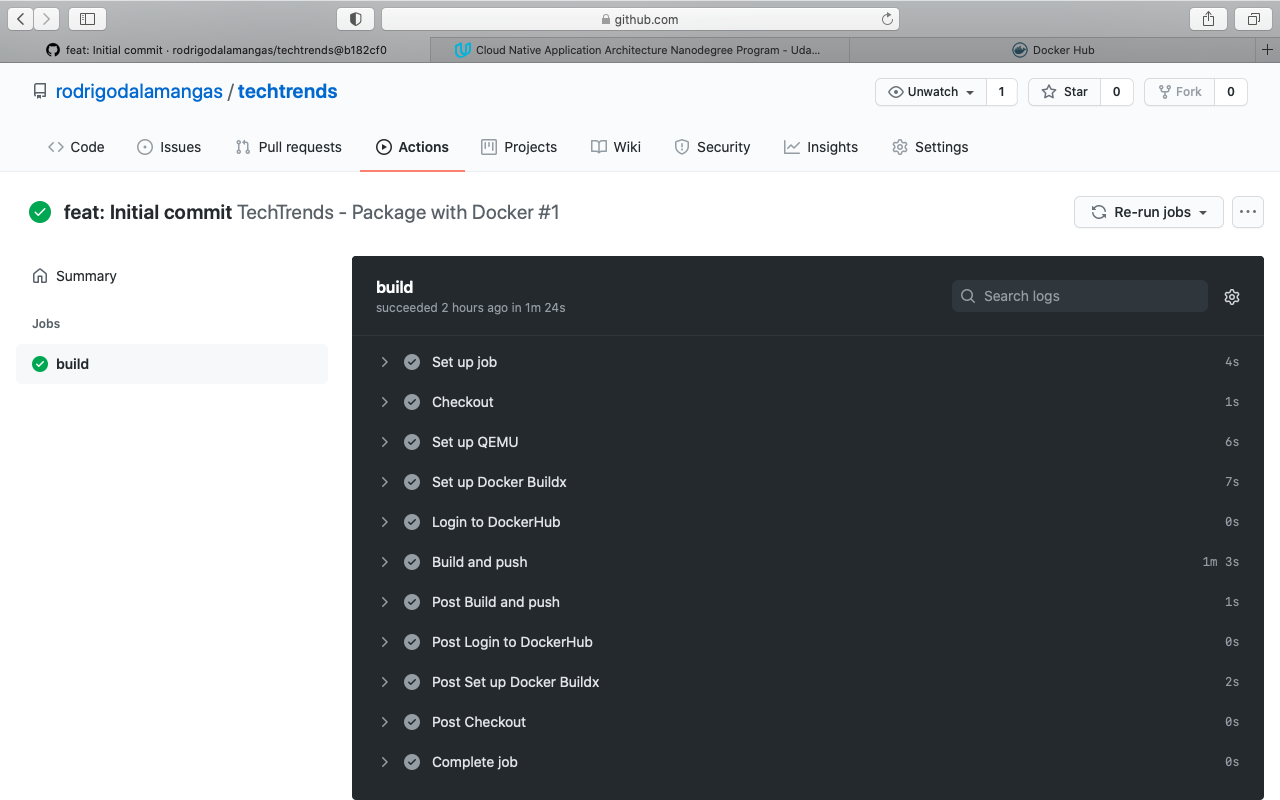 github.com
feat: Initial commit · rodrigodalamangas/techtrends@b182cf0
Cloud Native Application Architecture Nanodegree Program - Uda...
Docker Hub
rodrigodalamangas / techtrends
Unwatch 1
Star 0
Fork 0
Code
Issues
Pull requests
Actions
Projects
Wiki
Security
Insights
Settings
feat: Initial commit TechTrends - Package with Docker #1
Re-run jobs
Summary
Jobs
build
build
succeeded 2 hours ago in 1m 24s
Search logs
Set up job 4s
Checkout 1s
Set up QEMU 6s
Set up Docker Buildx 7s
Login to DockerHub 0s
Build and push 1m 3s
Post Build and push 1s
Post Login to DockerHub 0s
Post Set up Docker Buildx 2s
Post Checkout 0s
Complete job 0s